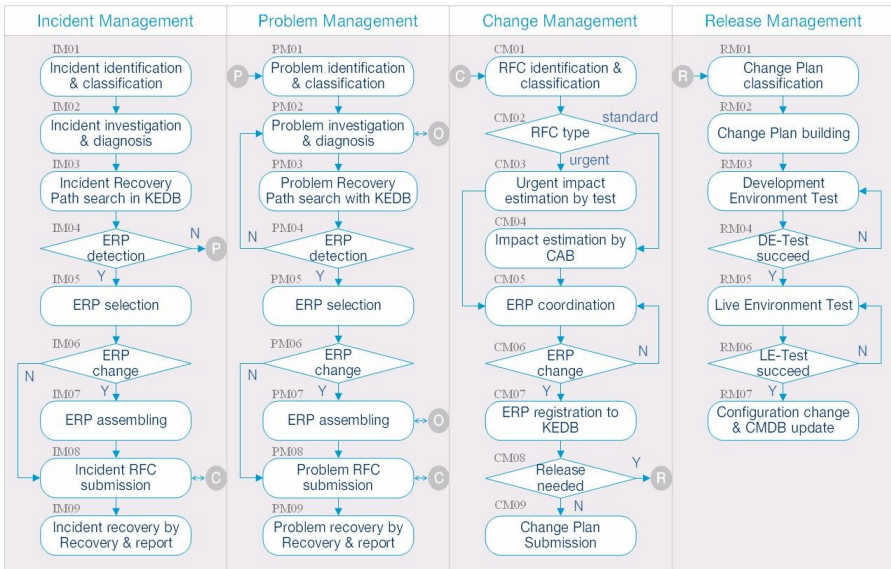 Incident Management
IM01
Incident identification
& classification
IM02
Incident investigation
& diagnosis
IM03
Incident Recovery
Path search in KEDB
IM04
ERP
detection
N
P
Y
IM05
ERP selection
IM06
ERP
change
N
Y
IM07
ERP assembling
IM08
Incident RFC
submission
C
IM09
Incident recovery by
Recovery & report
Problem Management
PM01
P
Problem identification
& classification
PM02
Problem investigation
& diagnosis
O
PM03
Problem Recovery
Path search with KEDB
PM04
N
ERP
detection
Y
PM05
ERP selection
PM06
ERP
change
N
Y
PM07
ERP assembling
O
PM08
Problem RFC
submission
C
PM09
Problem recovery by
Recovery & report
Change Management
CM01
C
RFC identification &
classification
CM02
standard
RFC type
urgent
CM03
Urgent impact
estimation by test
CM04
Impact estimation by
CAB
CM05
ERP coordination
CM06
ERP
change
N
Y
CM07
ERP registration to
KEDB
CM08
Release
needed
Y
R
N
CM09
Change Plan
Submission
Release Management
RM01
R
Change Plan
classification
RM02
Change Plan building
RM03
Development
Environment Test
RM04
DE-Test
succeed
N
Y
RM05
Live Environment Test
RM06
LE-Test
succeed
N
Y
RM07
Configuration change
& CMDB update